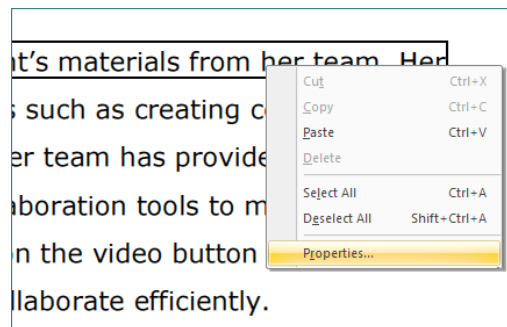 nt's materials from her team. Her
s such as creating c
er team has provide
aboration tools to m
on the video button
llaborate efficiently.
Cut Ctrl+X
Copy Ctrl+C
Paste Ctrl+V
Delete
Select All Ctrl+A
Deselect All Shift+Ctrl+A
Properties...